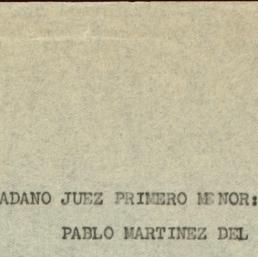 ADANO JUEZ PRIMERO MENOR:
PABLO MARTINEZ DEL